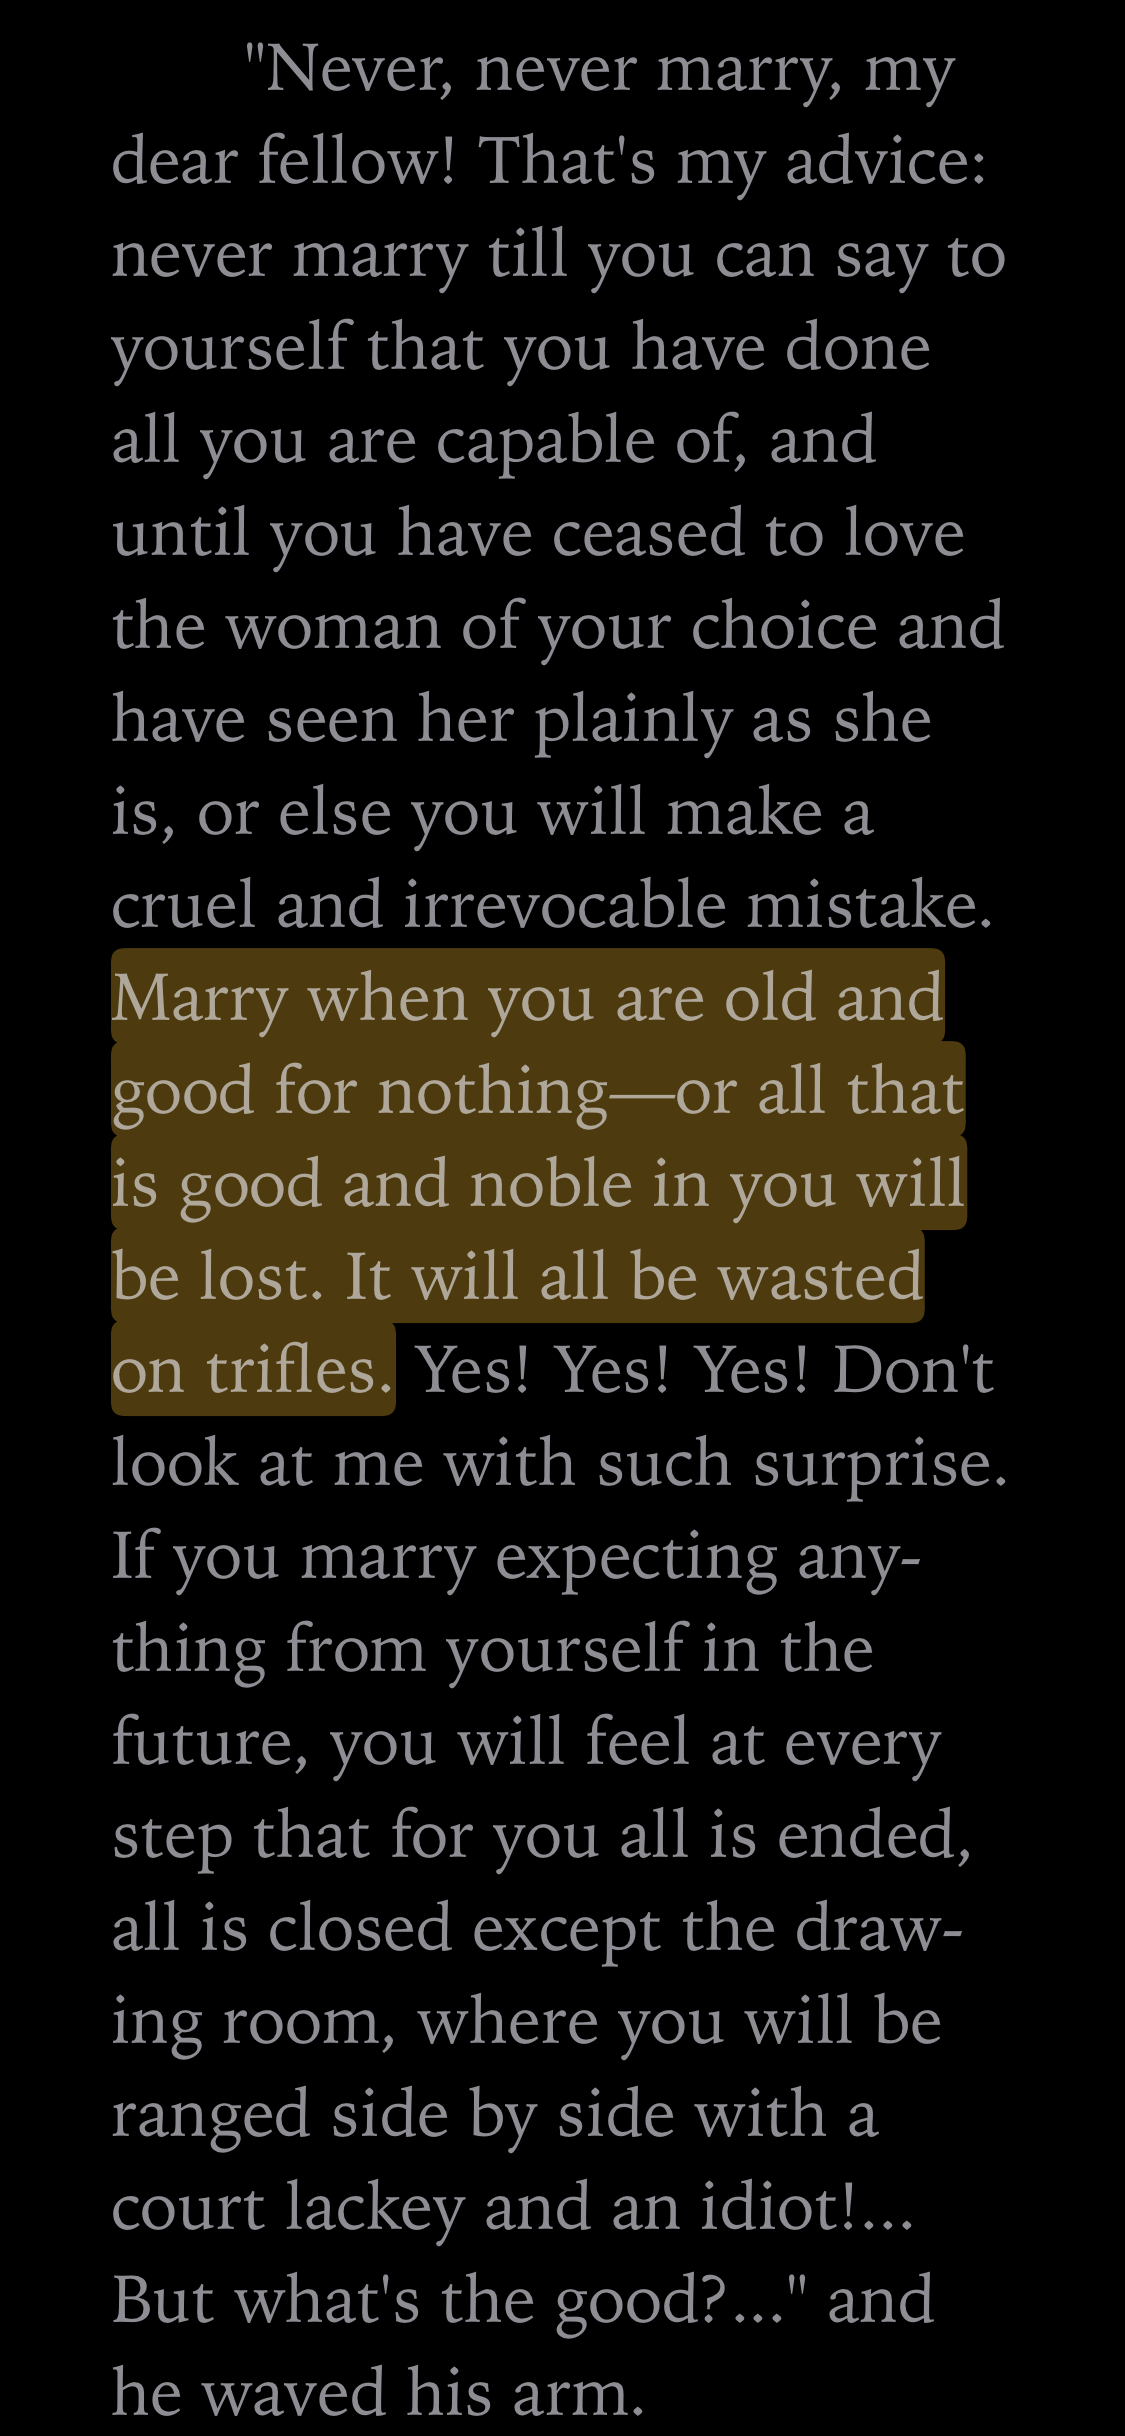 "Never, never marry, my
dear fellow! That's my advice:
never marry till you can say to
yourself that you have done
all you are capable of, and
until you have ceased to love
the woman of your choice and
have seen her plainly as she
is, or else you will make a
cruel and irrevocable mistake.
Marry when you are old and
good for nothing—or all that
is good and noble in you will
be lost. It will all be wasted
on trifles. Yes! Yes! Yes! Don't
look at me with such surprise.
If you marry expecting any-
thing from yourself in the
future, you will feel at every
step that for you all is ended,
all is closed except the draw-
ing room, where you will be
ranged side by side with a
court lackey and an idiot!...
But what's the good?..." and
he waved his arm.